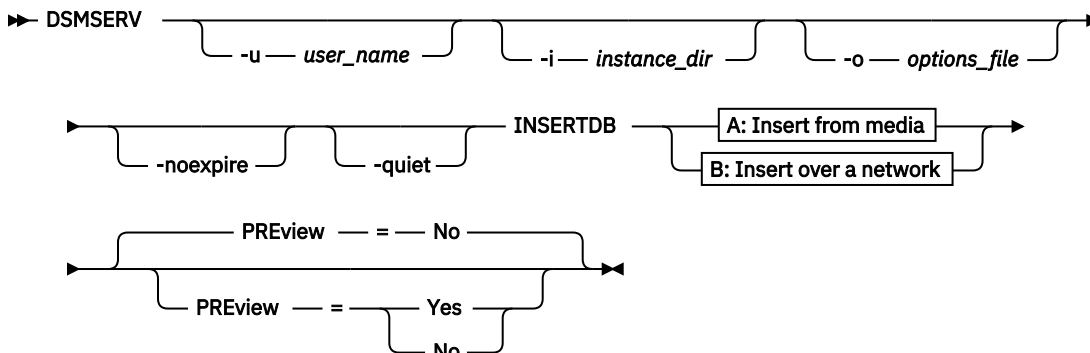 DSMSERV
-u user_name -i instance_dir -o options_file
-noexpire -quiet INSERTDB A: Insert from media
B: Insert over a network
PREview = No
PREview = Yes
No